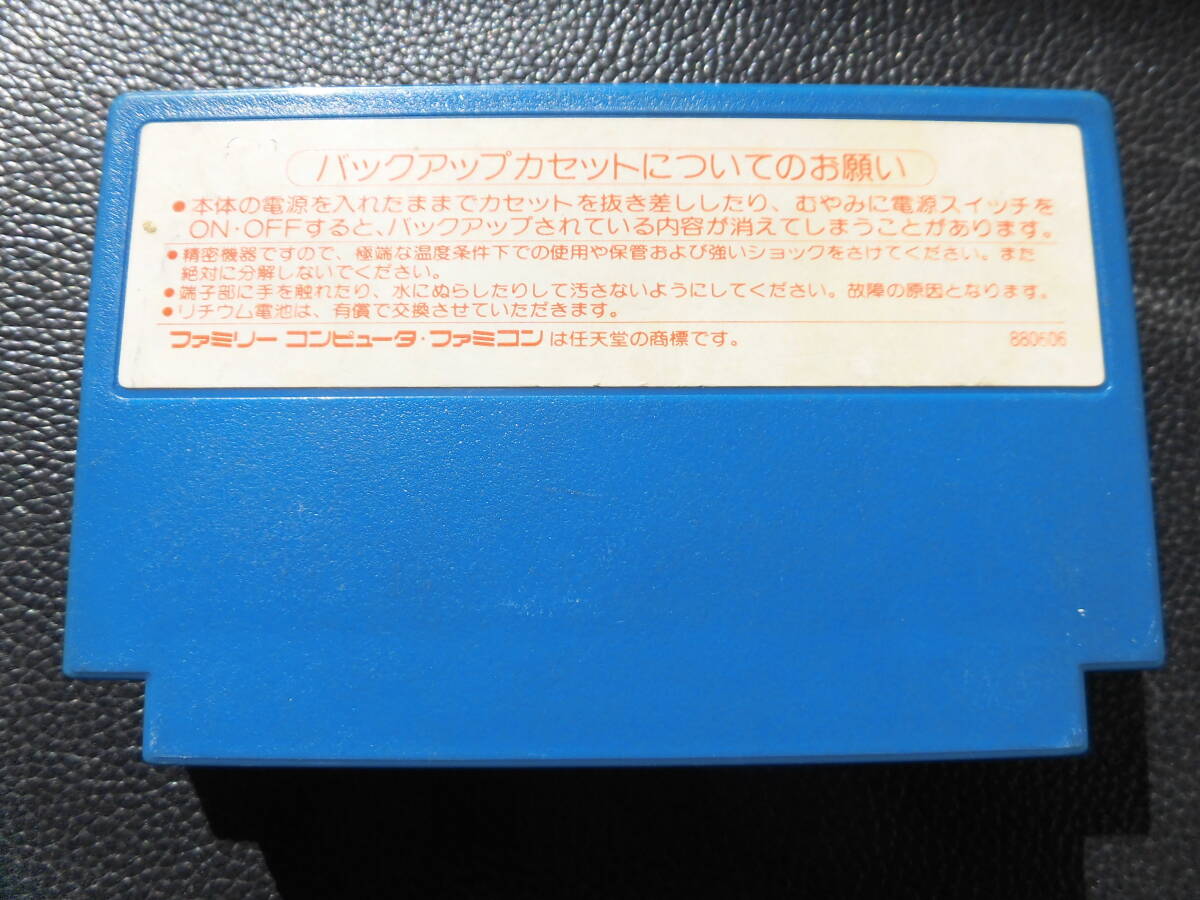 バックアップカセットについてのお願い
●本体の電源を入れたままでカセットを抜き差ししたり、むやみに電源スイッチを
ON・OFFすると、バックアップされている内容が消えてしまうことがあります。
●精密機器ですので、極端な温度条件下での使用や保管および強いショックをさけてください。また
絶対に分解しないでください。
●端子部に手を触れたり、水にぬらしたりして汚さないようにしてください。故障の原因となります。
●リチウム電池は、有償で交換させていただきます。
ファミリー コンピュータ・ファミコンは任天堂の商標です。 880606